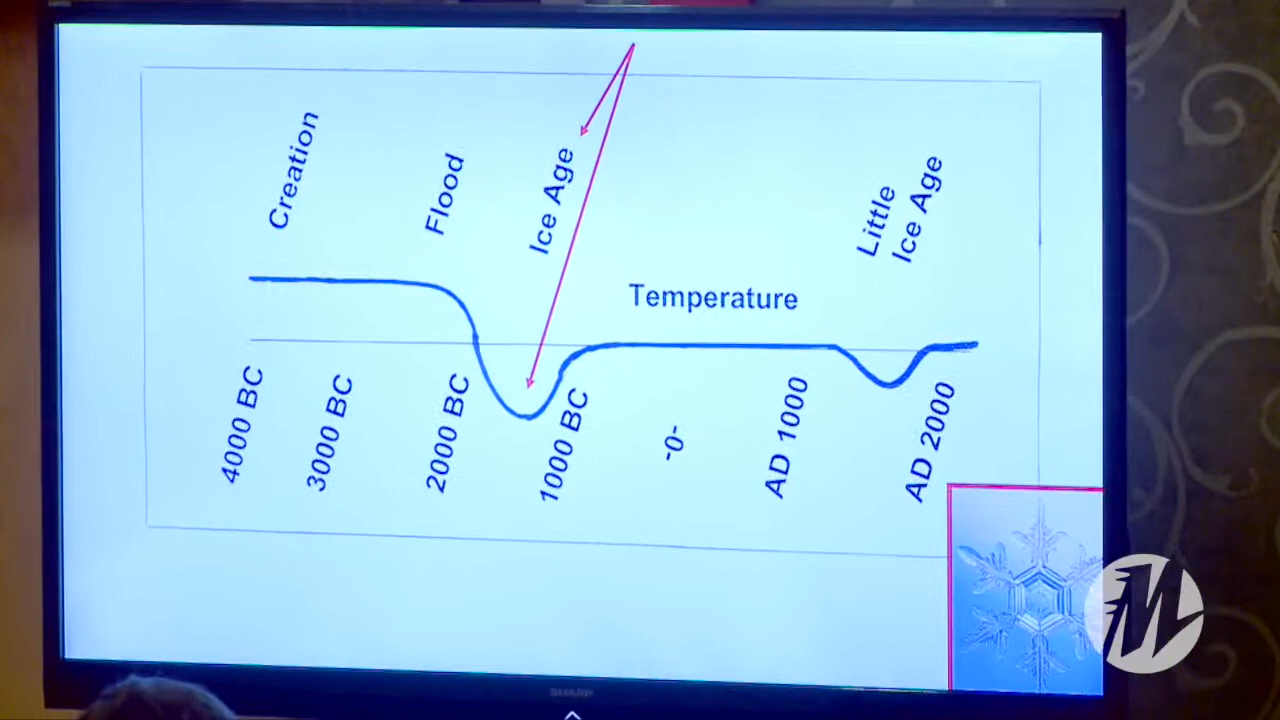 Creation
Flood
Ice Age
Little
Ice Age
Temperature
4000 BC
3000 BC
2000 BC
1000 BC
-0-
AD 1000
AD 2000
SHARP
M